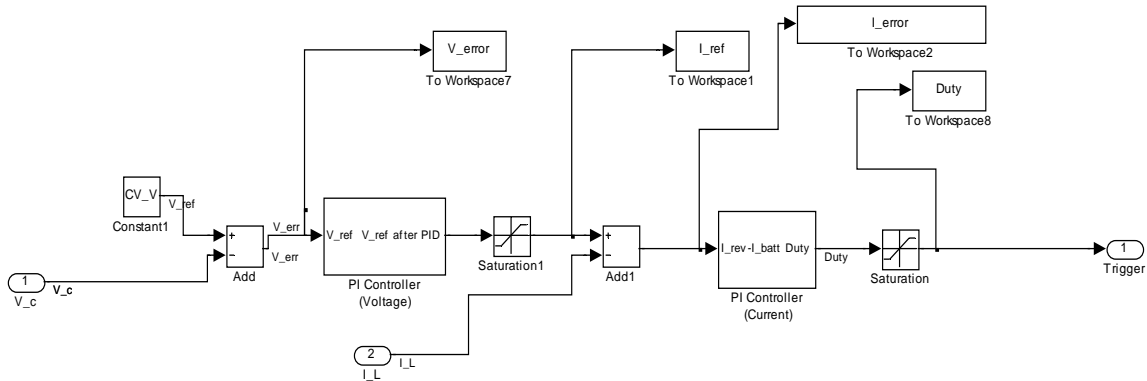 V_error
To Workspace7
I_ref
To Workspace1
I_error
To Workspace2
Duty
To Workspace8
CV_V
V_ref
Constant1
+
−
Add
V_err
V_err
1
V_c
V_c
V_ref V_ref after PID
PI Controller
(Voltage)
Saturation1
+
−
Add1
2
I_L
I_L
I_rev-I_batt Duty
PI Controller
(Current)
Duty
Saturation
1
Trigger